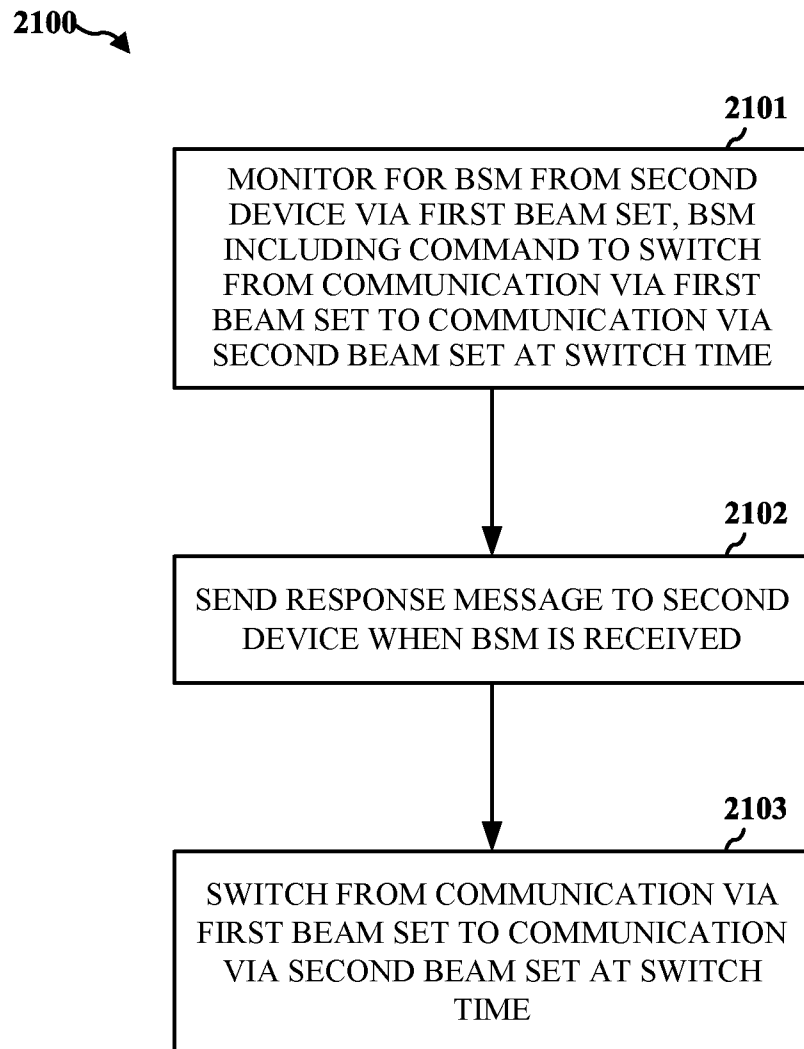 2100
2101
MONITOR FOR BSM FROM SECOND
DEVICE VIA FIRST BEAM SET, BSM
INCLUDING COMMAND TO SWITCH
FROM COMMUNICATION VIA FIRST
BEAM SET TO COMMUNICATION VIA
SECOND BEAM SET AT SWITCH TIME
2102
SEND RESPONSE MESSAGE TO SECOND
DEVICE WHEN BSM IS RECEIVED
2103
SWITCH FROM COMMUNICATION VIA
FIRST BEAM SET TO COMMUNICATION
VIA SECOND BEAM SET AT SWITCH
TIME